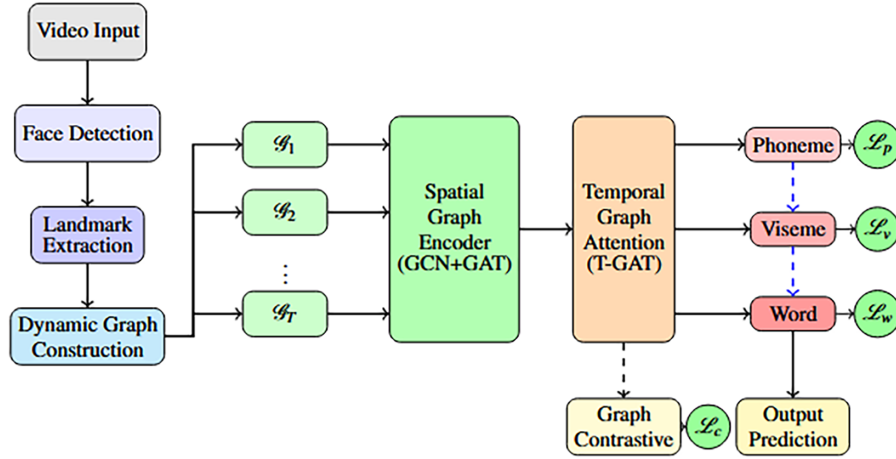 Video Input
Face Detection
Landmark
Extraction
Dynamic Graph
Construction
𝒢1
𝒢2
⋮
𝒢T
Spatial
Graph
Encoder
(GCN+GAT)
Temporal
Graph
Attention
(T-GAT)
Phoneme
ℒp
Viseme
ℒv
Word
ℒw
Graph
Contrastive
ℒc
Output
Prediction